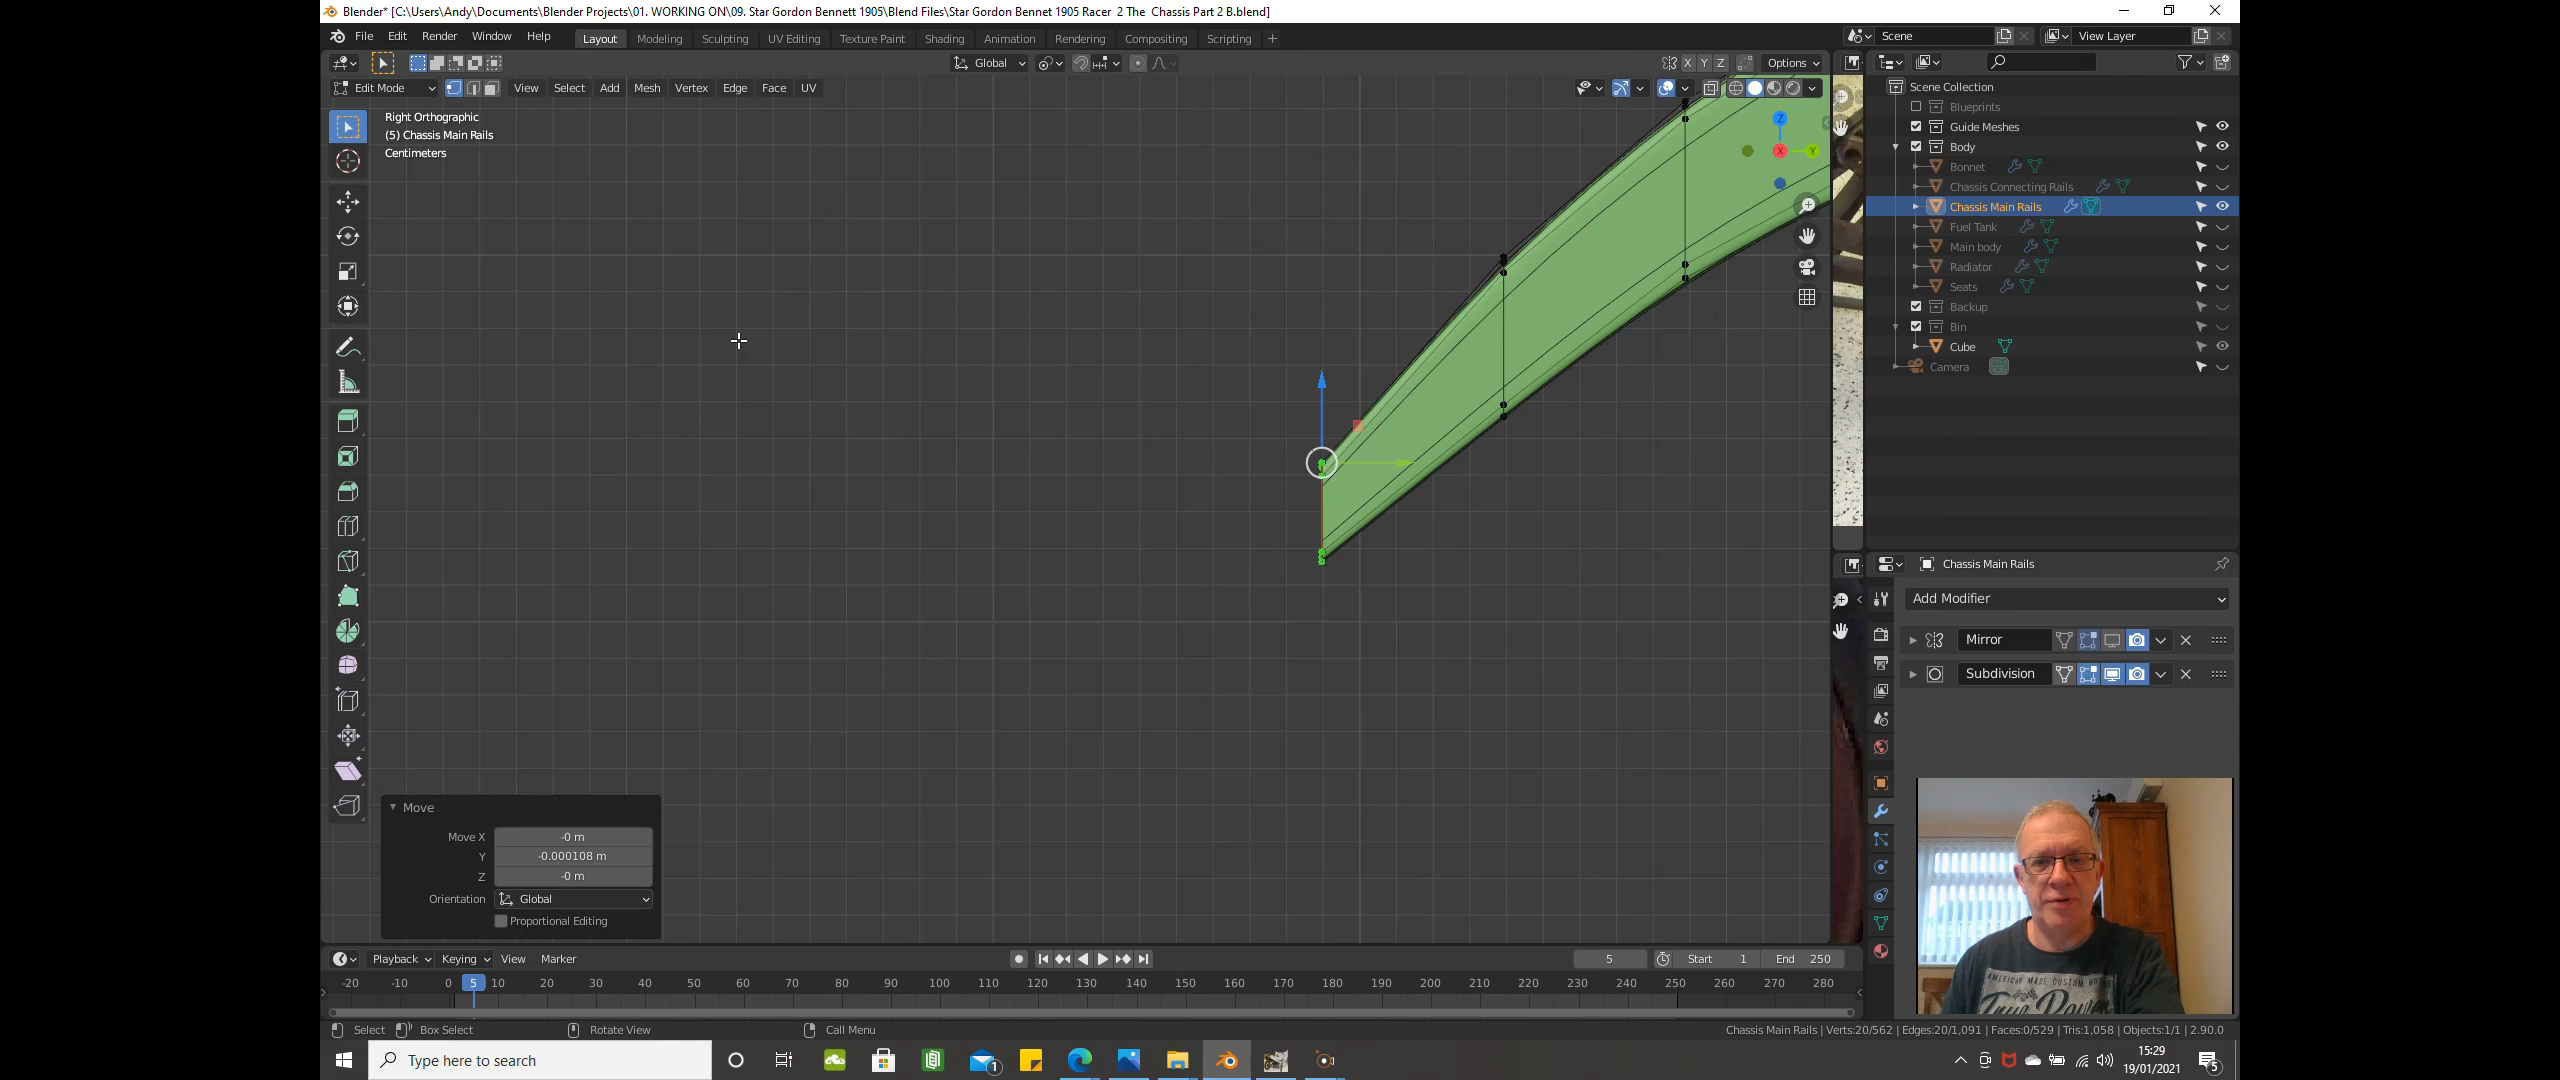 Blender* [C:\Users\Andy\Documents\Blender Projects\01. WORKING ON\09. Star Gordon Bennett 1905\Blend Files\Star Gordon Bennet 1905 Racer 2 The Chassis Part 2 B.blend]
File Edit Render Window Help
Layout Modeling Sculpting UV Editing Texture Paint Shading Animation Rendering Compositing Scripting +
Scene
View Layer
Global
X Y Z Options
Edit Mode
View Select Add Mesh Vertex Edge Face UV
Right Orthographic
(5) Chassis Main Rails
Centimeters
Z
X
Y
Scene Collection
Blueprints
Guide Meshes
Body
Bonnet
Chassis Connecting Rails
Chassis Main Rails
Fuel Tank
Main body
Radiator
Seats
Backup
Bin
Cube
Camera
Chassis Main Rails
Add Modifier
Mirror
Subdivision
Move
Move X -0 m
Y -0.000108 m
Z -0 m
Orientation Global
Proportional Editing
Playback Keying View Marker
5 Start 1 End 250
-20 -10 0 5 10 20 30 40 50 60 70 80 90 100 110 120 130 140 150 160 170 180 190 200 210 220 230 240 250 260 270 280
Select Box Select Rotate View Call Menu
Chassis Main Rails | Verts:20/562 | Edges:20/1,091 | Faces:0/529 | Tris:1,058 | Objects:1/1 | 2.90.0
AMERICAN MADE CUSTOM
Type here to search
1
15:29
19/01/2021
5